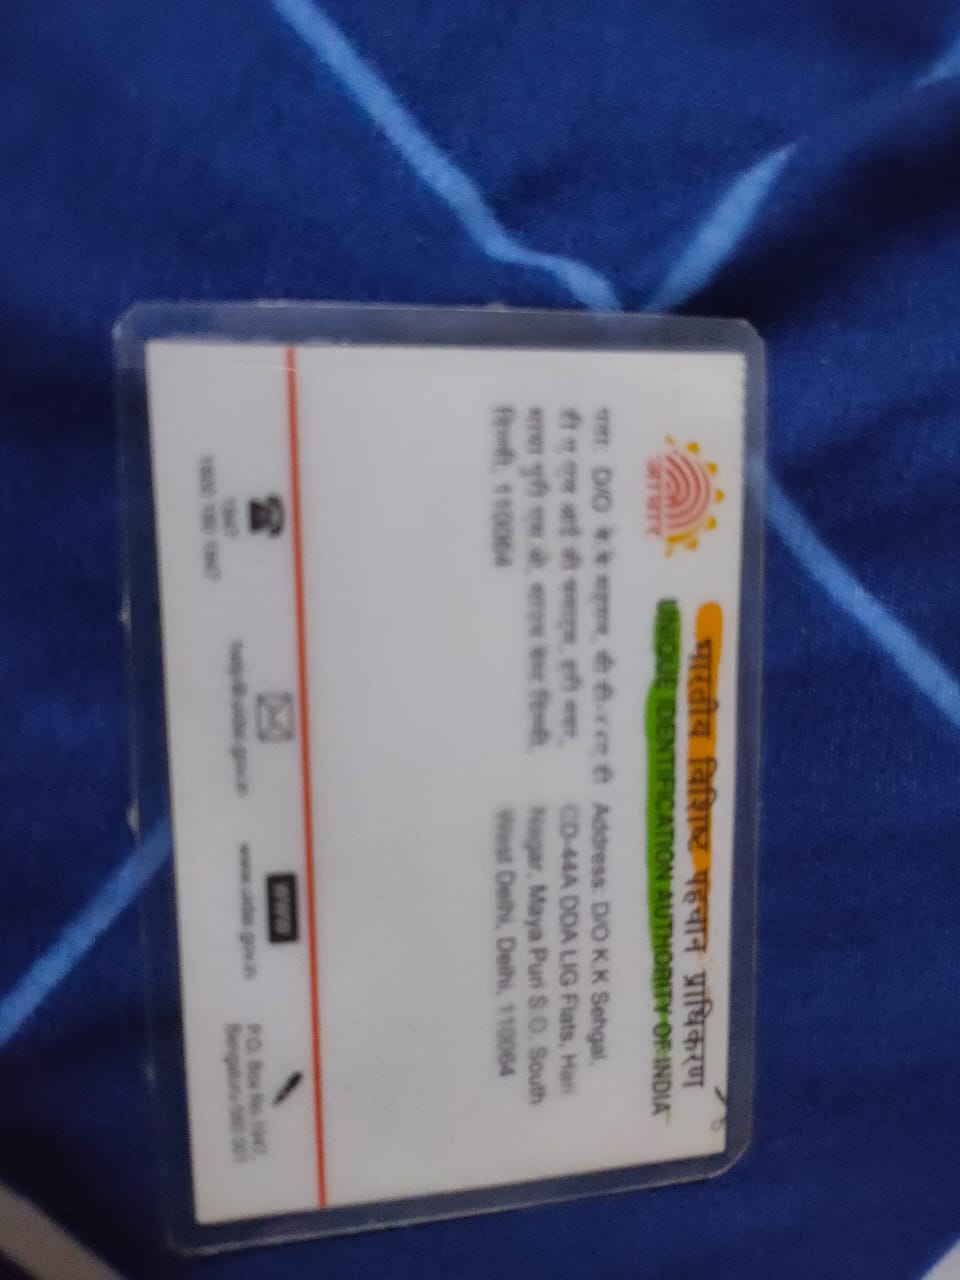 भारतीय विशिष्ट पहचान प्राधिकरण
UNIQUE IDENTIFICATION AUTHORITY OF INDIA
आधार
पता: D/O के के सहगल, सी डी-
डी ए एल आई जी फ्लैट्स, हरी नगर,
माया पुरी एस ओ, साउथ वेस्ट दिल्ली,
दिल्ली, 110064
Address: D/O K.K Sehgal,
CD-44A DDA LIG Flats, Hari
Nagar, Maya Puri S.O, South
West Delhi, Delhi, 110064
1947
1800 180 1947
help@uidai.gov.in
www
www.uidai.gov.in
P.O. Box No.1947,
Bengaluru-560 001